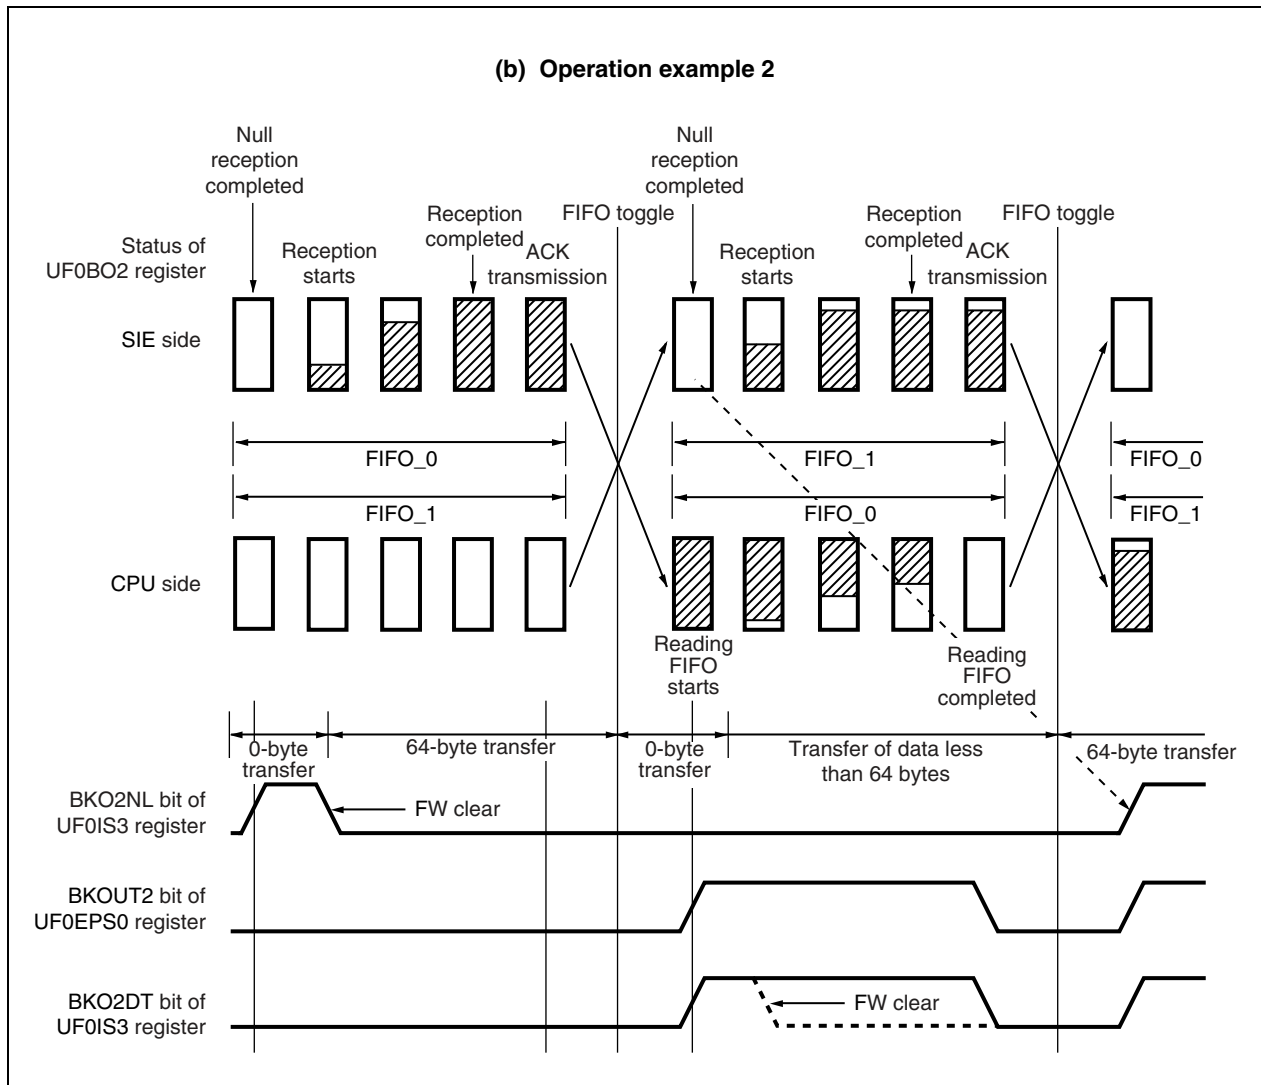 (b) Operation example 2
Null
reception
completed
Null
reception
completed
Reception
completed
FIFO toggle
Reception
completed
FIFO toggle
Status of
UF0BO2 register
Reception
starts
ACK
transmission
Reception
starts
ACK
transmission
SIE side
FIFO_0
FIFO_1
FIFO_0
FIFO_1
FIFO_0
FIFO_1
CPU side
Reading
FIFO
starts
Reading
FIFO
completed
0-byte
transfer
64-byte transfer
0-byte
transfer
Transfer of data less
than 64 bytes
64-byte transfer
BKO2NL bit of
UF0IS3 register
FW clear
BKOUT2 bit of
UF0EPS0 register
BKO2DT bit of
UF0IS3 register
FW clear